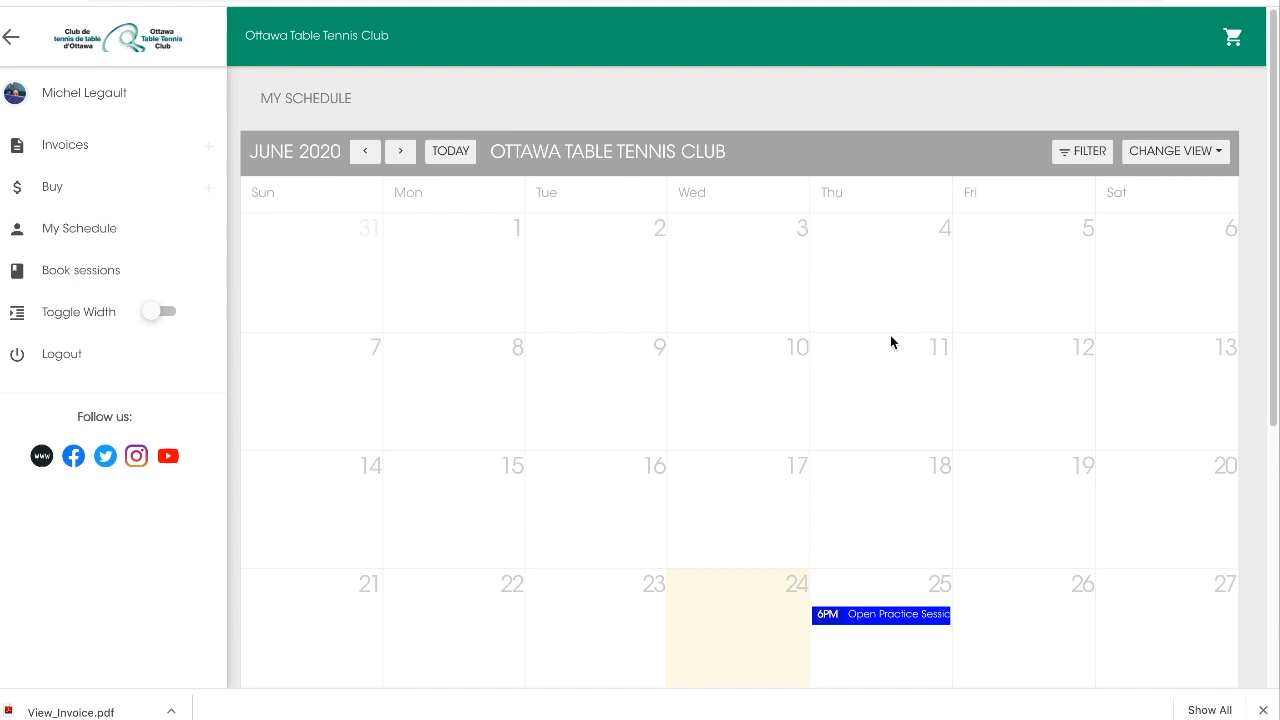 Club de
tennis de table
d'Ottawa
Ottawa
Table Tennis
Club
Ottawa Table Tennis Club
Michel Legault
Invoices
Buy
My Schedule
Book sessions
Toggle Width
Logout
Follow us:
www
MY SCHEDULE
JUNE 2020 < > TODAY OTTAWA TABLE TENNIS CLUB FILTER CHANGE VIEW
Sun Mon Tue Wed Thu Fri Sat
31 1 2 3 4 5 6
7 8 9 10 11 12 13
14 15 16 17 18 19 20
21 22 23 24 25 26 27
6PM Open Practice Sessic
View_Invoice.pdf
Show All